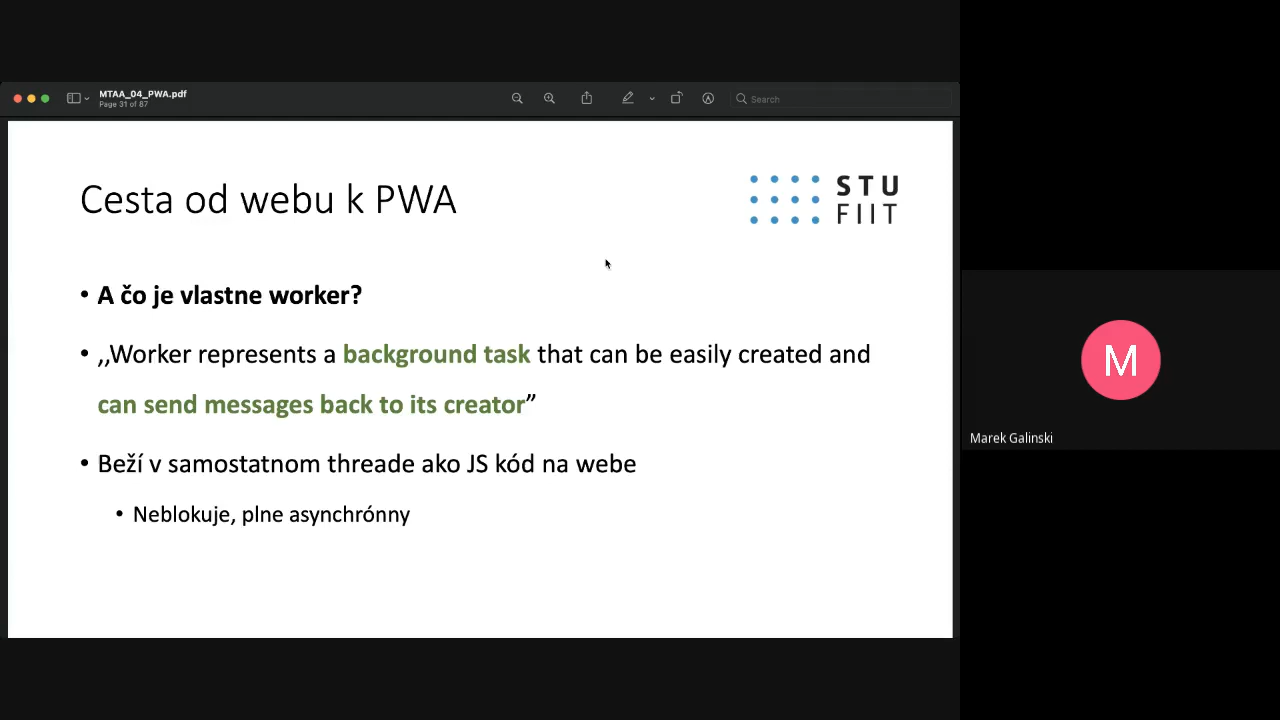 MTAA_04_PWA.pdf
Page 31 of 87
Search
Cesta od webu k PWA
STU
FIIT
• A čo je vlastne worker?
• ,,Worker represents a background task that can be easily created and
can send messages back to its creator”
• Beží v samostatnom threade ako JS kód na webe
• Neblokuje, plne asynchrónny
M
Marek Galinski